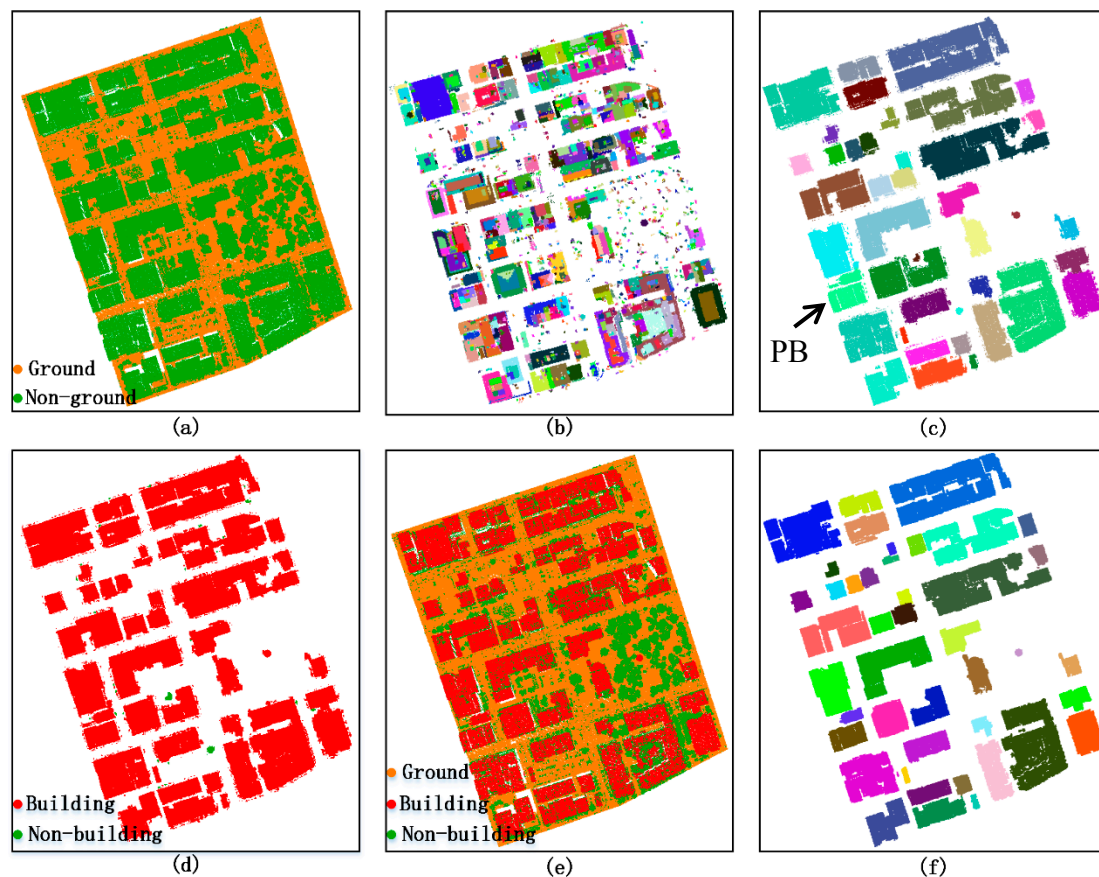 Ground
Non-ground
(a)
(b)
PB
(c)
Building
Non-building
(d)
Ground
Building
Non-building
(e)
(f)